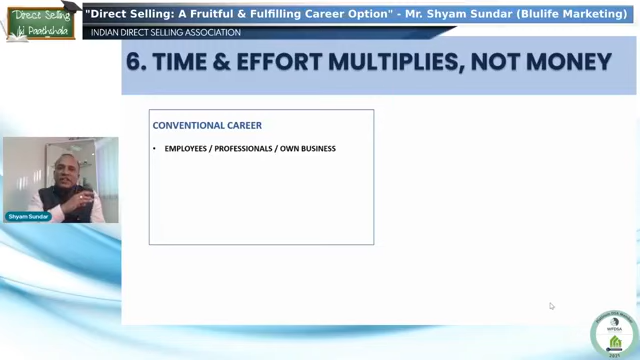 Direct Selling
Ki Paathshala
"Direct Selling: A Fruitful & Fulfilling Career Option" - Mr. Shyam Sundar (Blulife Marketing)
INDIAN DIRECT SELLING ASSOCIATION
6. TIME & EFFORT MULTIPLIES, NOT MONEY
CONVENTIONAL CAREER
• EMPLOYEES / PROFESSIONALS / OWN BUSINESS
Shyam Sundar
WFDSA
2021